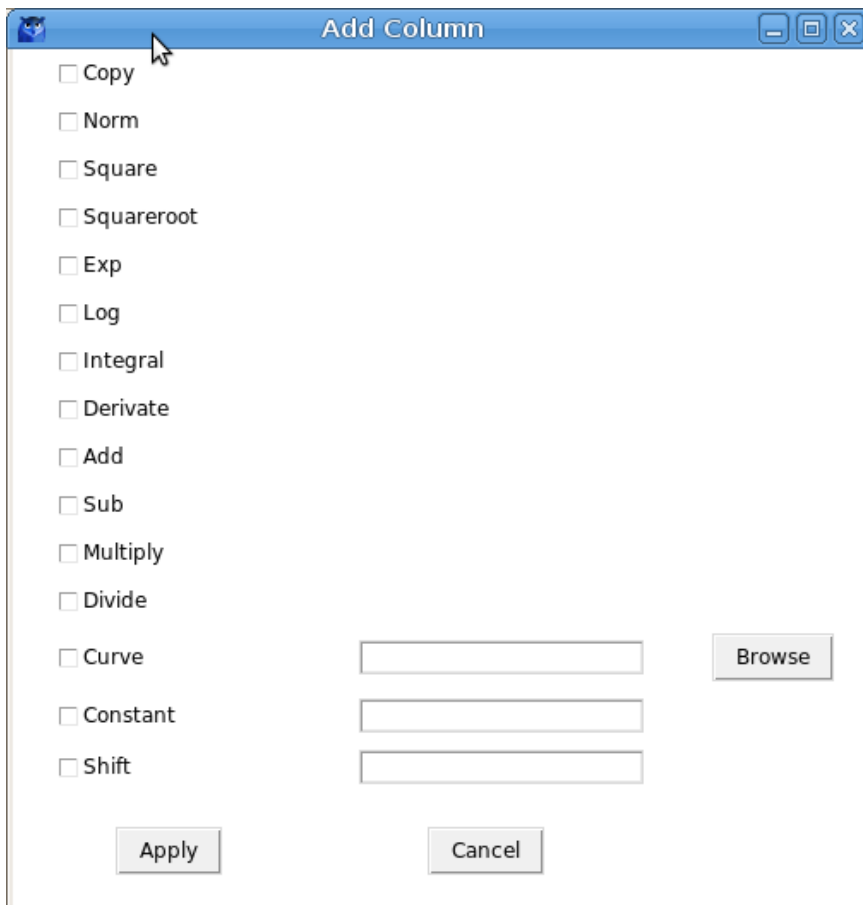 Add Column
Copy
Norm
Square
Squareroot
Exp
Log
Integral
Derivate
Add
Sub
Multiply
Divide
Curve Browse
Constant
Shift
Apply Cancel